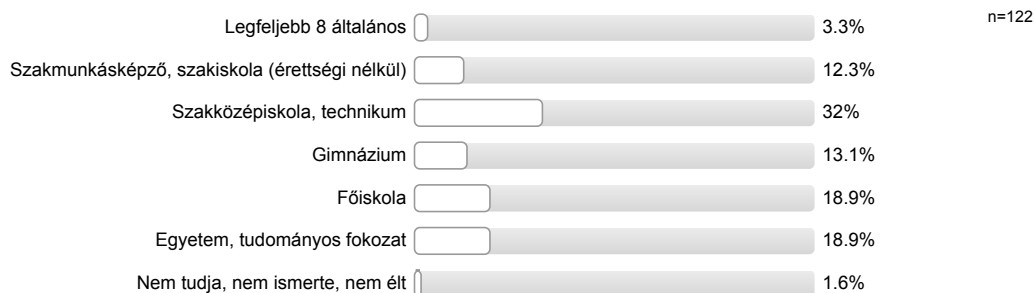 Legfeljebb 8 általános 3.3% n=122
Szakmunkásképző, szakiskola (érettségi nélkül) 12.3%
Szakközépiskola, technikum 32%
Gimnázium 13.1%
Főiskola 18.9%
Egyetem, tudományos fokozat 18.9%
Nem tudja, nem ismerte, nem élt 1.6%